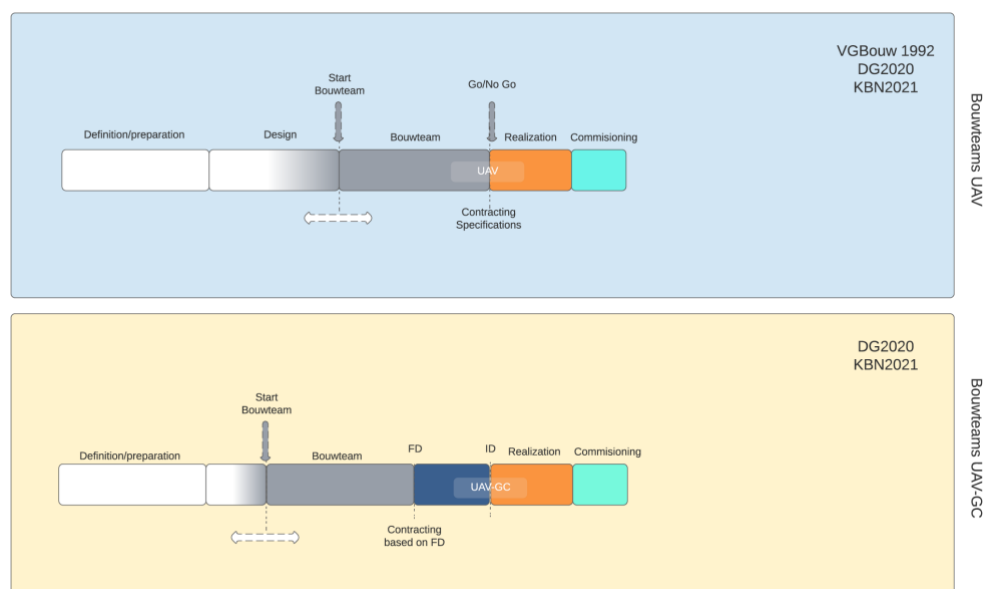 VGBouw 1992
DG2020
KBN2021
Start
Bouwteam
Go/No Go
Definition/preparation
Design
Bouwteam
Realization
Commisioning
UAV
Contracting
Specifications
Bouwteams UAV
DG2020
KBN2021
Start
Bouwteam
FD
ID
Definition/preparation
Bouwteam
Realization
Commisioning
UAV-GC
Contracting
based on FD
Bouwteams UAV-GC